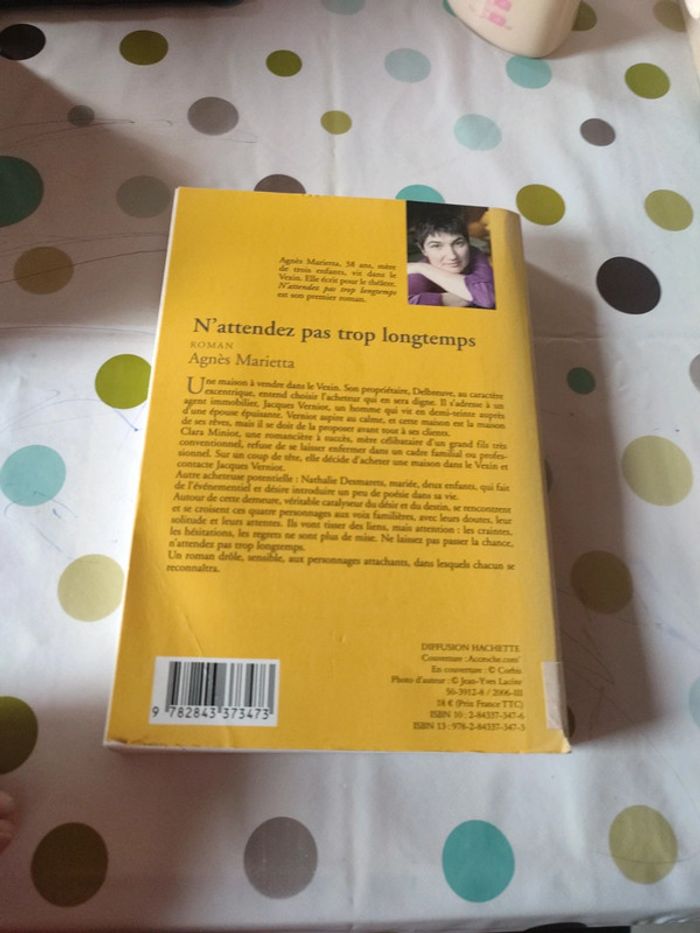 Agnès Marietta, 38 ans, mère
de trois enfants, vit dans le
Vexin. Elle écrit pour le théâtre.
N'attendez pas trop longtemps
est son premier roman.
N'attendez pas trop longtemps
ROMAN
Agnès Marietta
Une maison à vendre dans le Vexin. Son propriétaire, Delbreuve, au caractère
excentrique, entend choisir l'acheteur qui en sera digne. Il s'adresse à un
agent immobilier, Jacques Verniot, un homme qui vit en demi-teinte auprès
d'une épouse épuisante. Verniot aspire au calme, et cette maison est la maison
de ses rêves, mais il se doit de la proposer avant tout à ses clients.
Clara Miniot, une romancière à succès, mère célibataire d'un grand fils très
conventionnel, refuse de se laisser enfermer dans un cadre familial ou profes-
sionnel. Sur un coup de tête, elle décide d'acheter une maison dans le Vexin et
contacte Jacques Verniot.
Autre acheteuse potentielle : Nathalie Desmarets, mariée, deux enfants, qui fait
de l'événementiel et désire introduire un peu de poésie dans sa vie.
Autour de cette demeure, véritable catalyseur du désir et du destin, se rencontrent
et se croisent ces quatre personnages aux voix familières, avec leurs doutes, leur
solitude et leurs attentes. Ils vont tisser des liens, mais attention : les craintes,
les hésitations, les regrets ne sont plus de mise. Ne laissez pas passer la chance,
n'attendez pas trop longtemps.
Un roman drôle, sensible, aux personnages attachants, dans lesquels chacun se
reconnaîtra.
DIFFUSION HACHETTE
Couverture : Accroche.com
En couverture : © Corbis
Photo d'auteur : © Jean-Yves Lacôte
50-3912-8 / 2006-III
18 € (Prix France TTC)
ISBN 10 : 2-84337-347-6
ISBN 13 : 978-2-84337-347-3
9 782843 373473